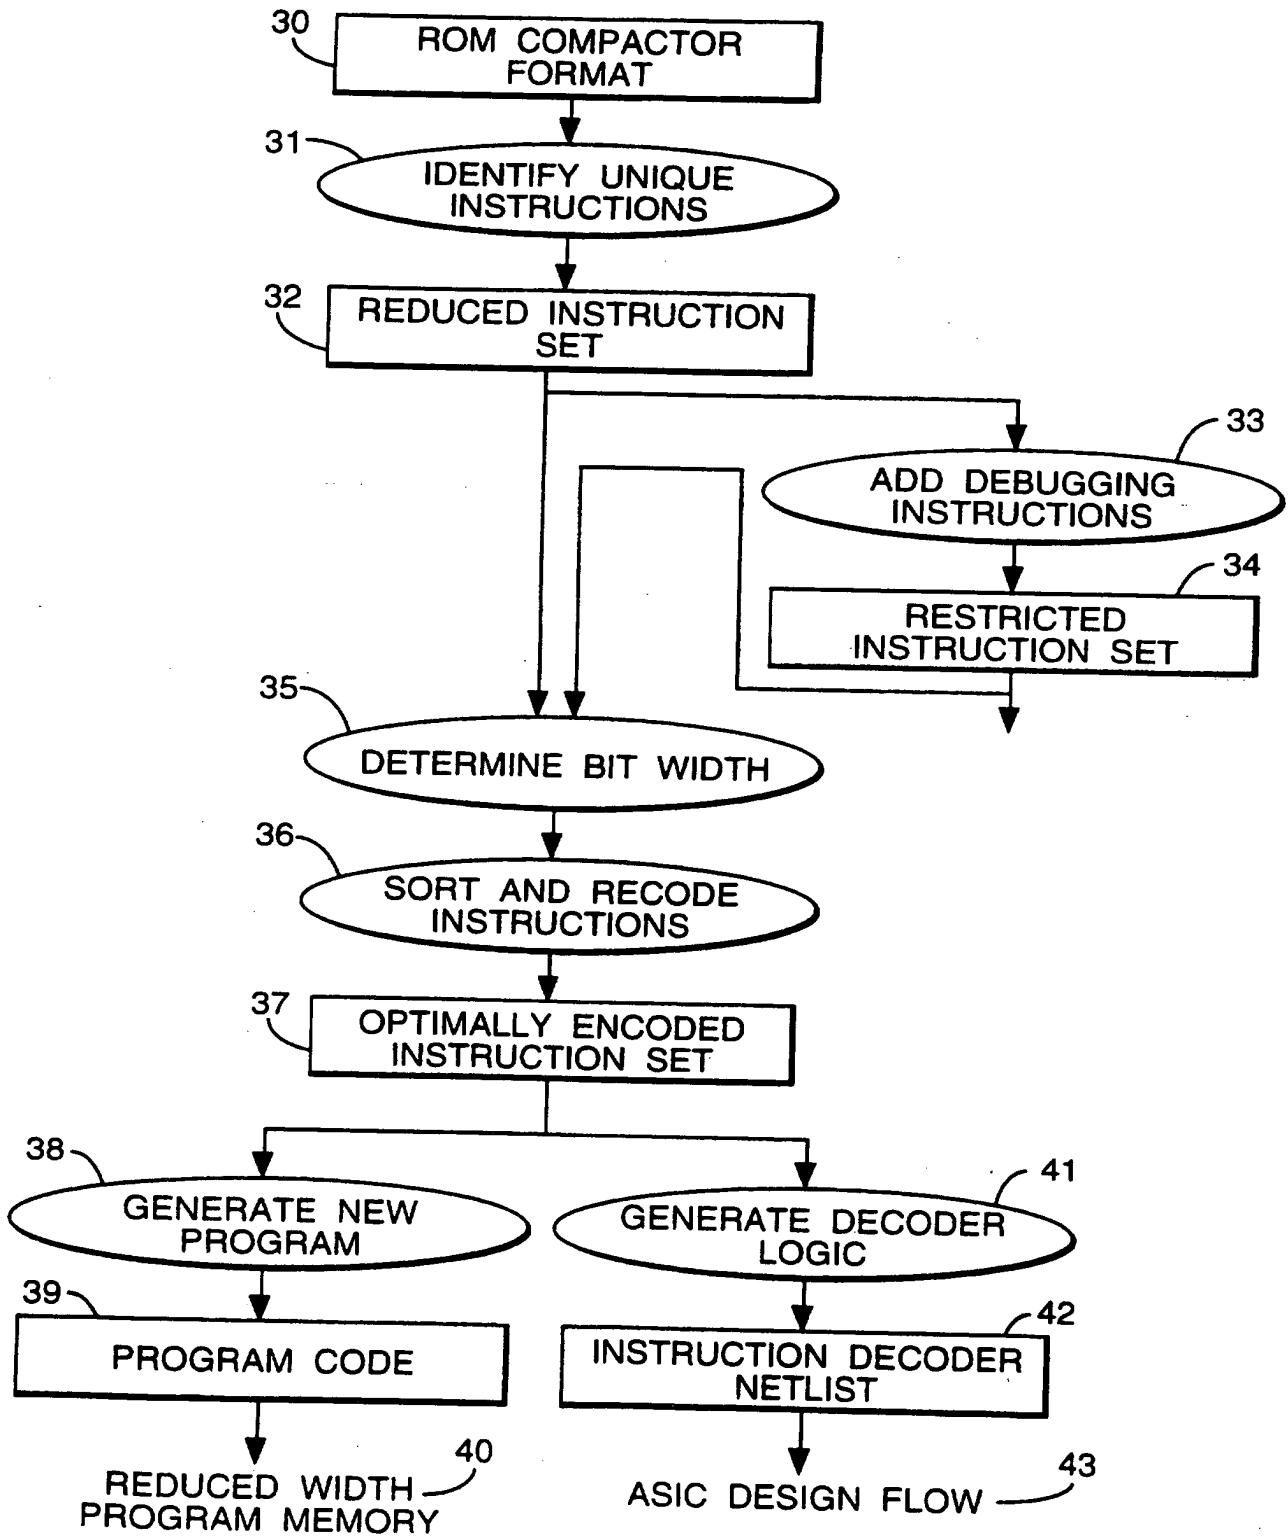 30
ROM COMPACTOR
FORMAT
31
IDENTIFY UNIQUE
INSTRUCTIONS
32
REDUCED INSTRUCTION
SET
33
ADD DEBUGGING
INSTRUCTIONS
34
RESTRICTED
INSTRUCTION SET
35
DETERMINE BIT WIDTH
36
SORT AND RECODE
INSTRUCTIONS
37
OPTIMALLY ENCODED
INSTRUCTION SET
38
GENERATE NEW
PROGRAM
41
GENERATE DECODER
LOGIC
39
PROGRAM CODE
42
INSTRUCTION DECODER
NETLIST
40
REDUCED WIDTH
PROGRAM MEMORY
43
ASIC DESIGN FLOW